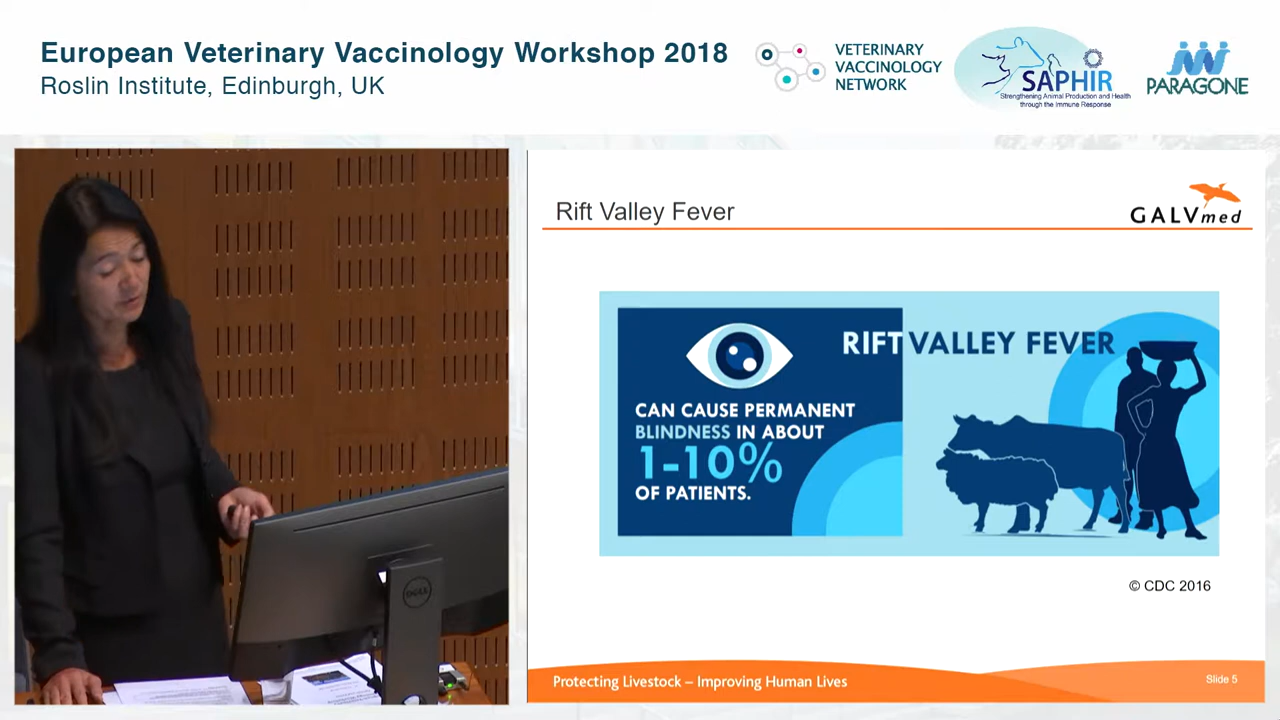 European Veterinary Vaccinology Workshop 2018
Roslin Institute, Edinburgh, UK
VETERINARY
VACCINOLOGY
NETWORK
SAPHIR
Strengthening Animal Production and Health
through the Immune Response
PARAGONE
Rift Valley Fever
GALVmed
RIFT VALLEY FEVER
CAN CAUSE PERMANENT
BLINDNESS IN ABOUT
1-10%
OF PATIENTS.
© CDC 2016
DELL
Protecting Livestock – Improving Human Lives
Slide 5